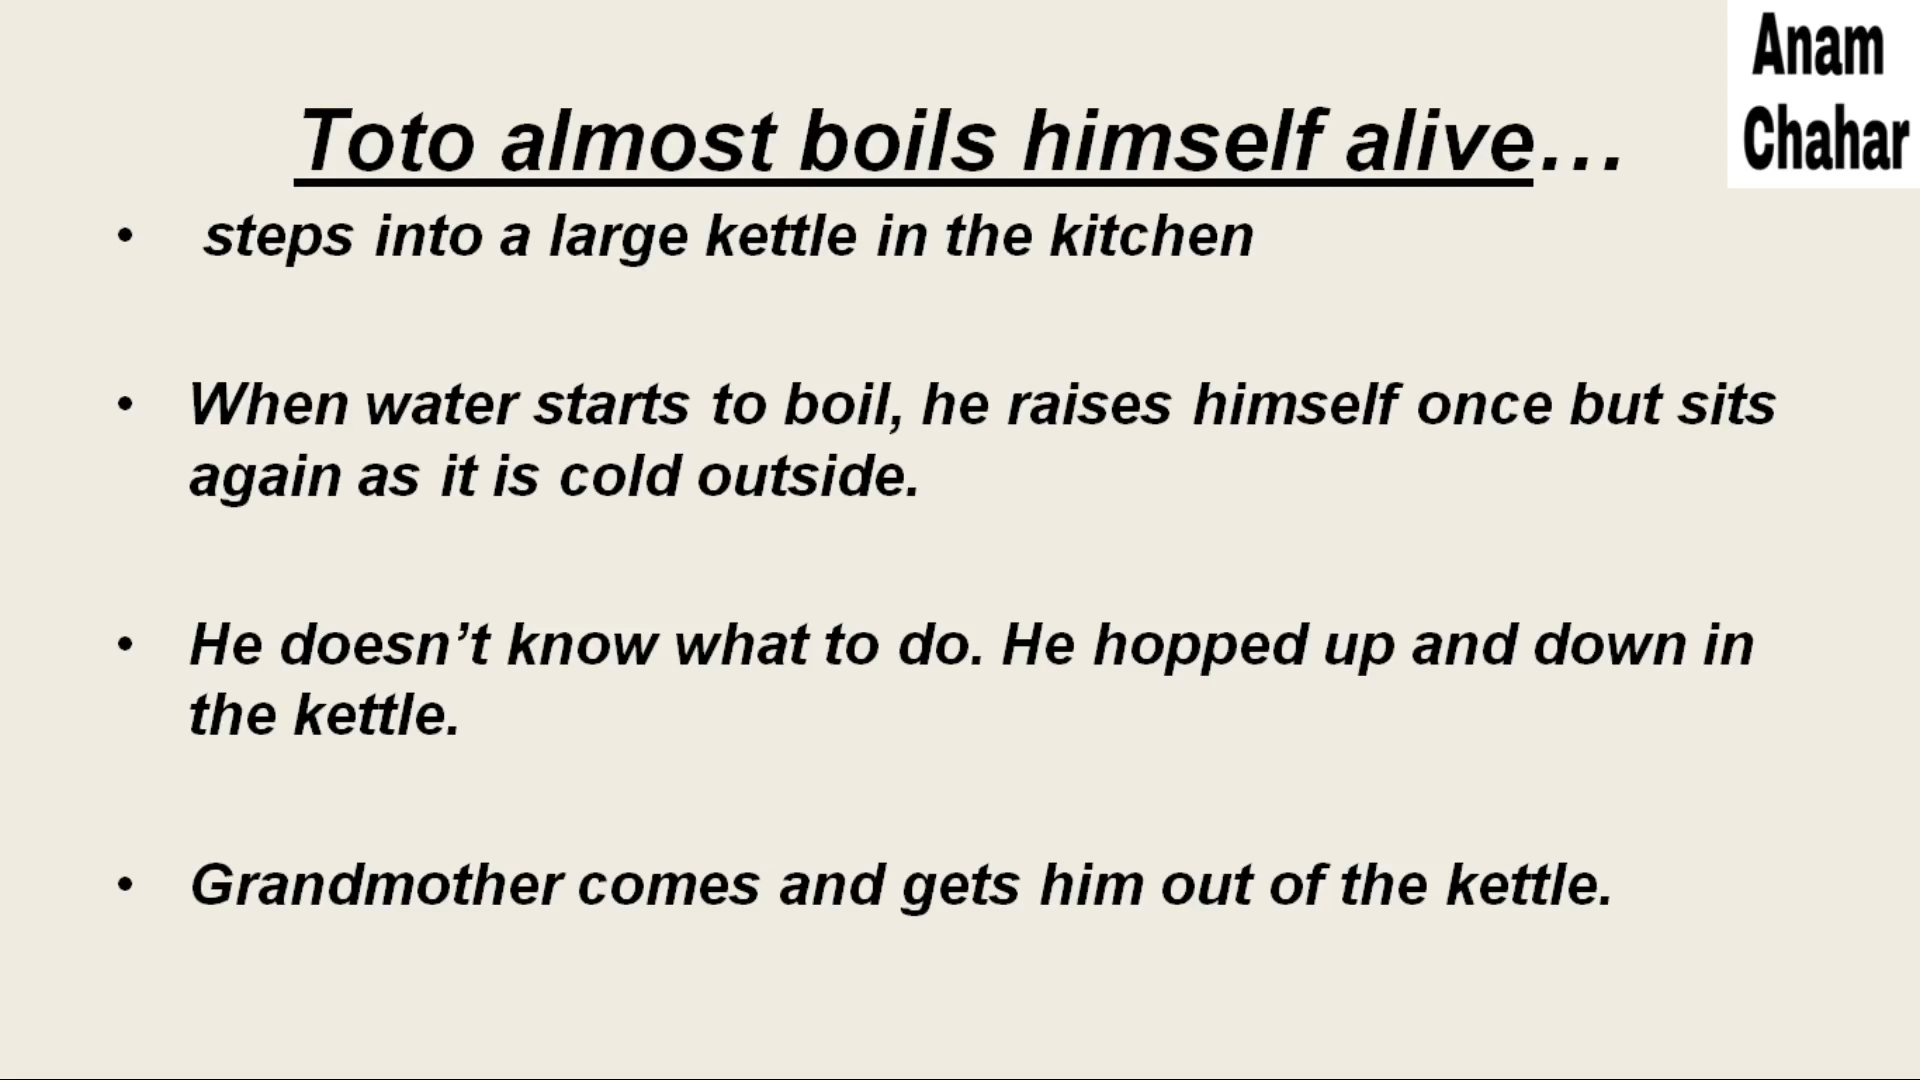 Anam
Chahar
Toto almost boils himself alive...
• steps into a large kettle in the kitchen
• When water starts to boil, he raises himself once but sits
again as it is cold outside.
• He doesn’t know what to do. He hopped up and down in
the kettle.
• Grandmother comes and gets him out of the kettle.